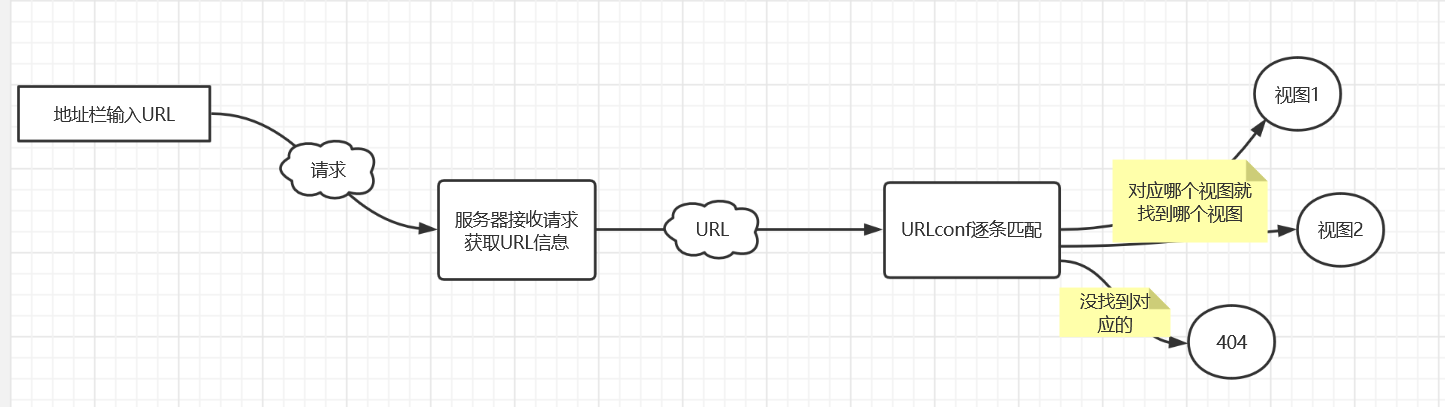 地址栏输入URL
请求
服务器接收请求
获取URL信息
URL
URLconf逐条匹配
对应哪个视图就
找到哪个视图
视图1
视图2
没找到对
应的
404